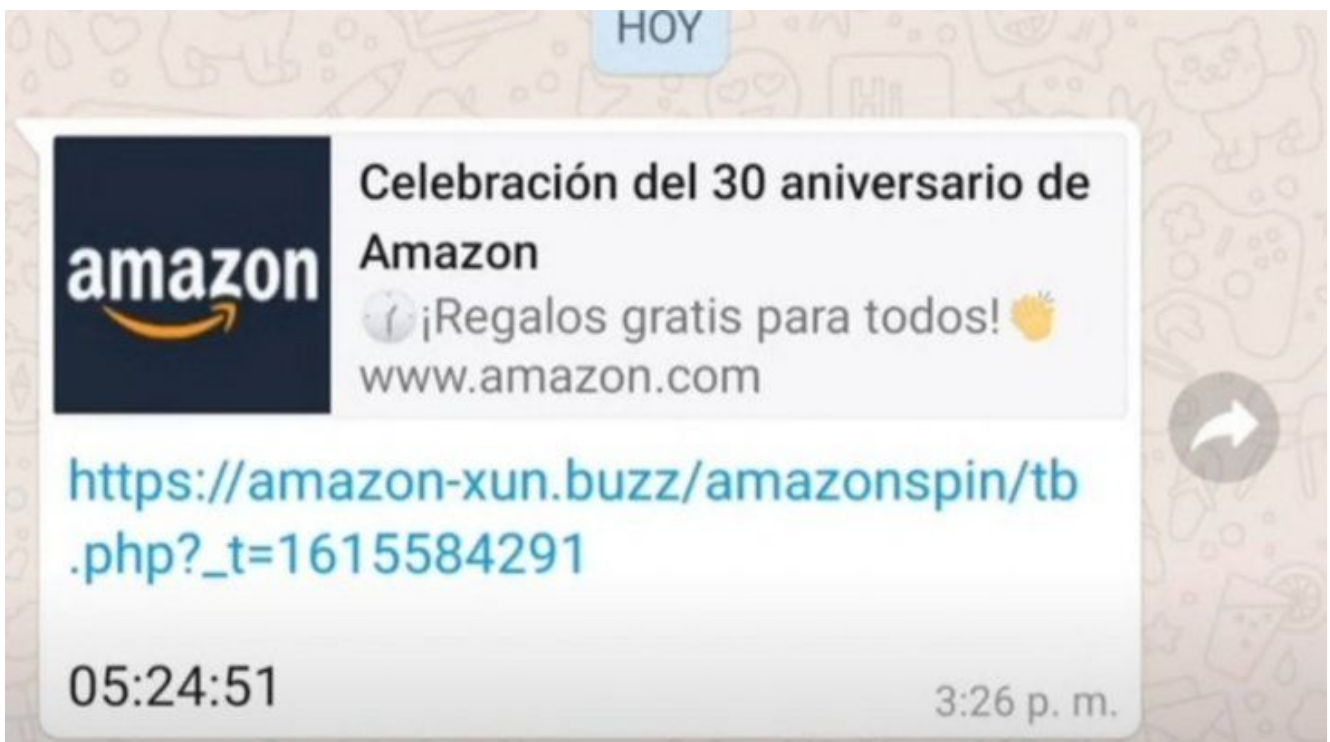 HOY
Celebración del 30 aniversario de
Amazon
amazon
🕜¡Regalos gratis para todos!👏
www.amazon.com
https://amazon-xun.buzz/amazonspin/tb
.php?_t=1615584291
05:24:51
3:26 p. m.
Hi